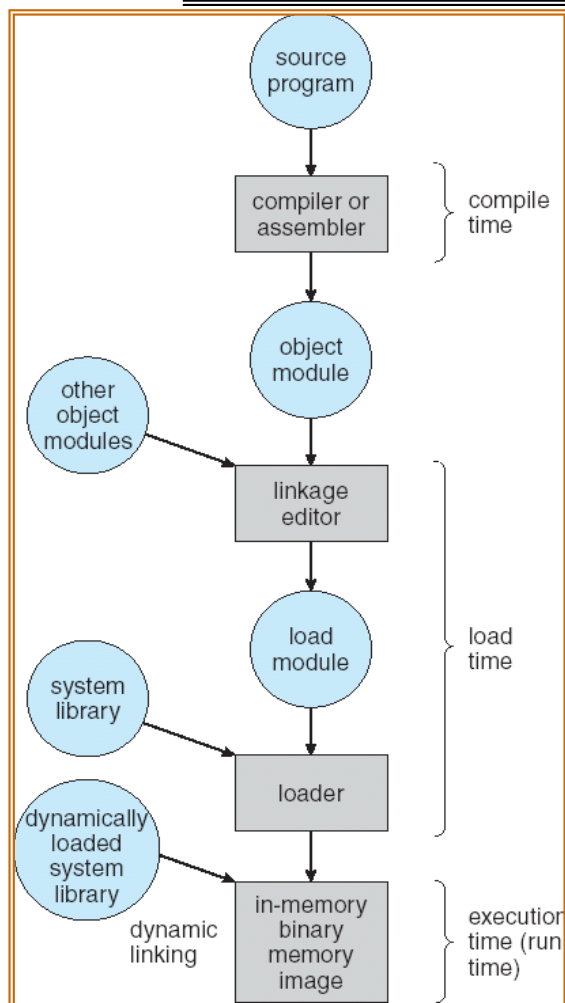 source
program
compiler or
assembler
compile
time
object
module
other
object
modules
linkage
editor
load
module
load
time
system
library
loader
dynamically
loaded
system
library
dynamic
linking
in-memory
binary
memory
image
execution
time (run
time)